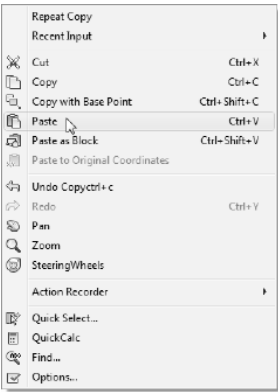 Repeat Copy
Recent Input
Cut Ctrl+X
Copy Ctrl+C
Copy with Base Point Ctrl+Shift+C
Paste Ctrl+V
Paste as Block Ctrl+Shift+V
Paste to Original Coordinates
Undo Copyctrl+c
Redo Ctrl+Y
Pan
Zoom
SteeringWheels
Action Recorder
Quick Select...
QuickCalc
Find...
Options...